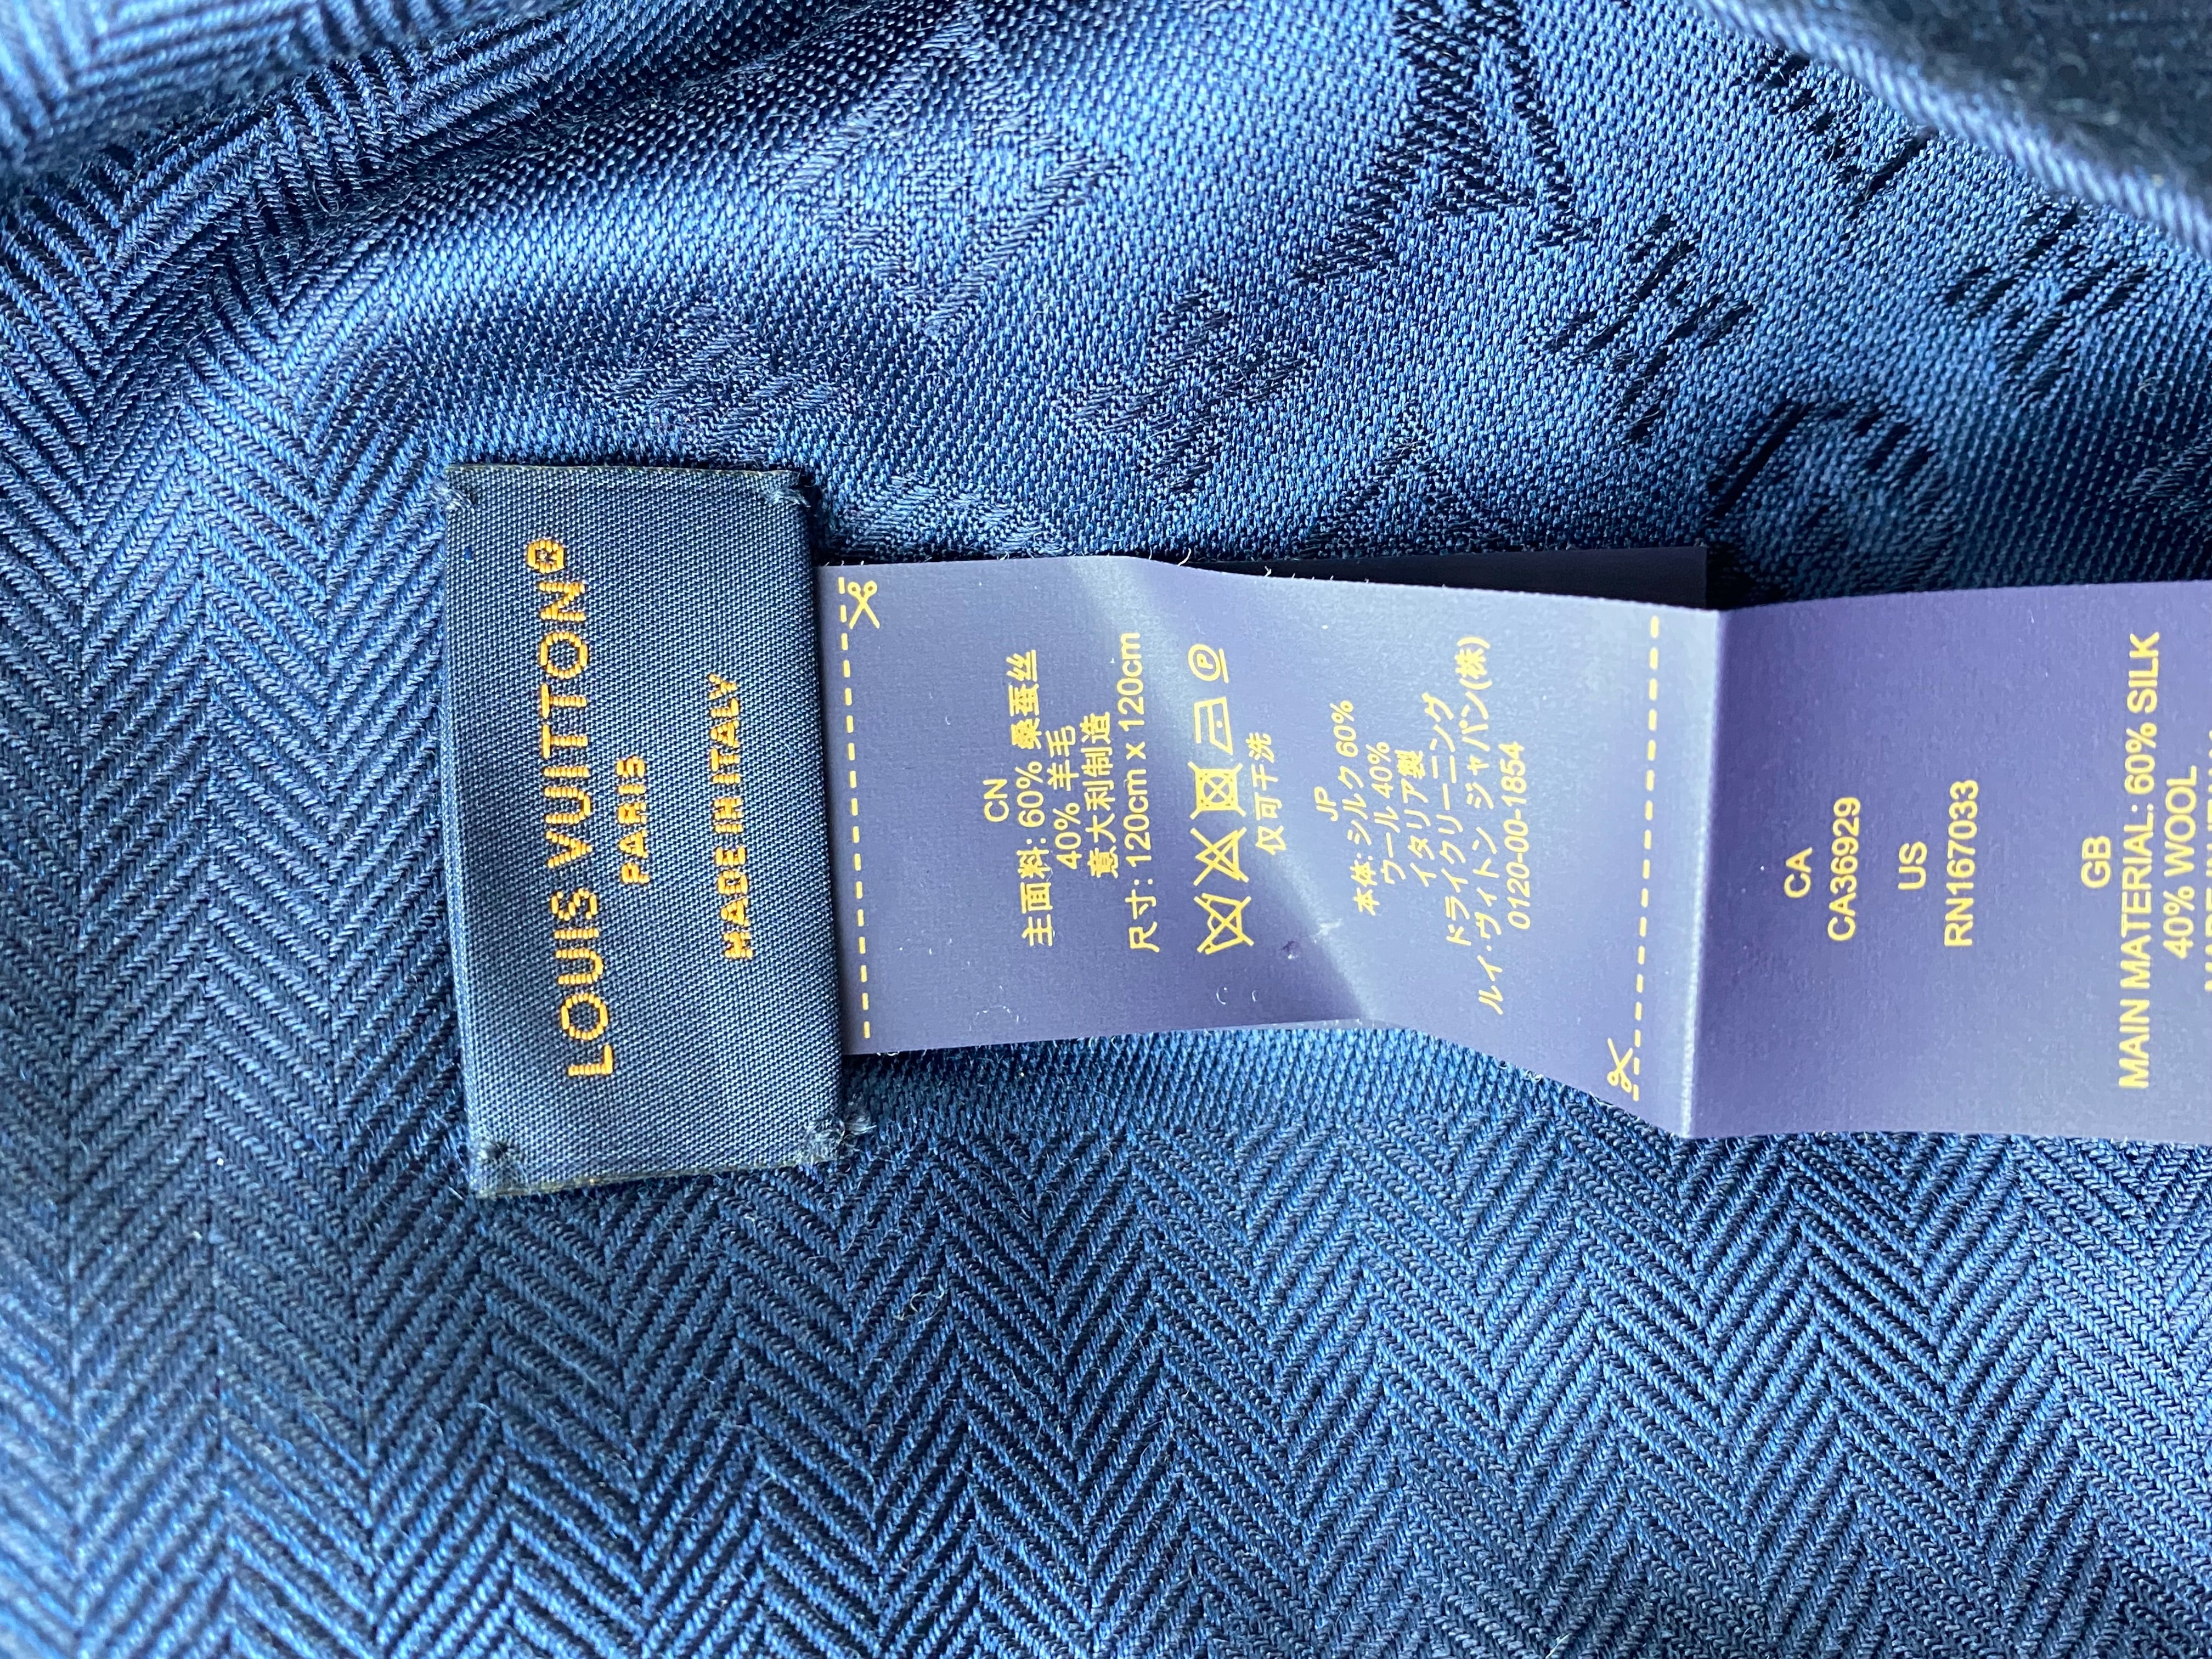 LOUIS VUITTON
PARIS
MADE IN ITALY
CN
主面料: 60% 桑蚕丝
40% 羊毛
意大利制造
尺寸: 120cm x 120cm
P
仅可干洗
JP
本体: シルク 60%
ウール 40%
イタリア製
ドライクリーニング
ルイ・ヴィトン ジャパン(株)
0120-00-1854
CA
CA36929
US
RN167033
GB
MAIN MATERIAL: 60% SILK
40% WOOL